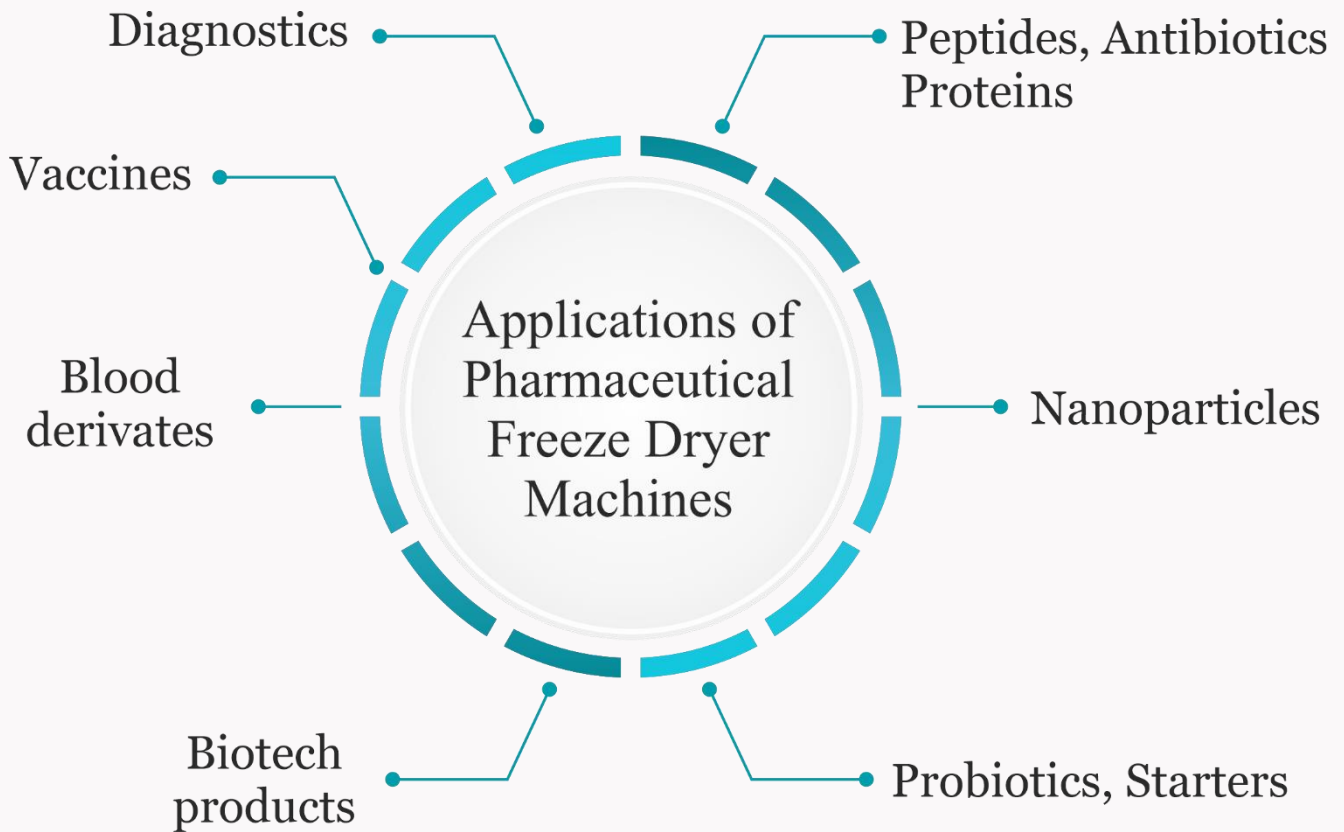 Diagnostics
Peptides, Antibiotics
Proteins
Vaccines
Applications of
Pharmaceutical
Freeze Dryer
Machines
Blood
derivates
Nanoparticles
Biotech
products
Probiotics, Starters